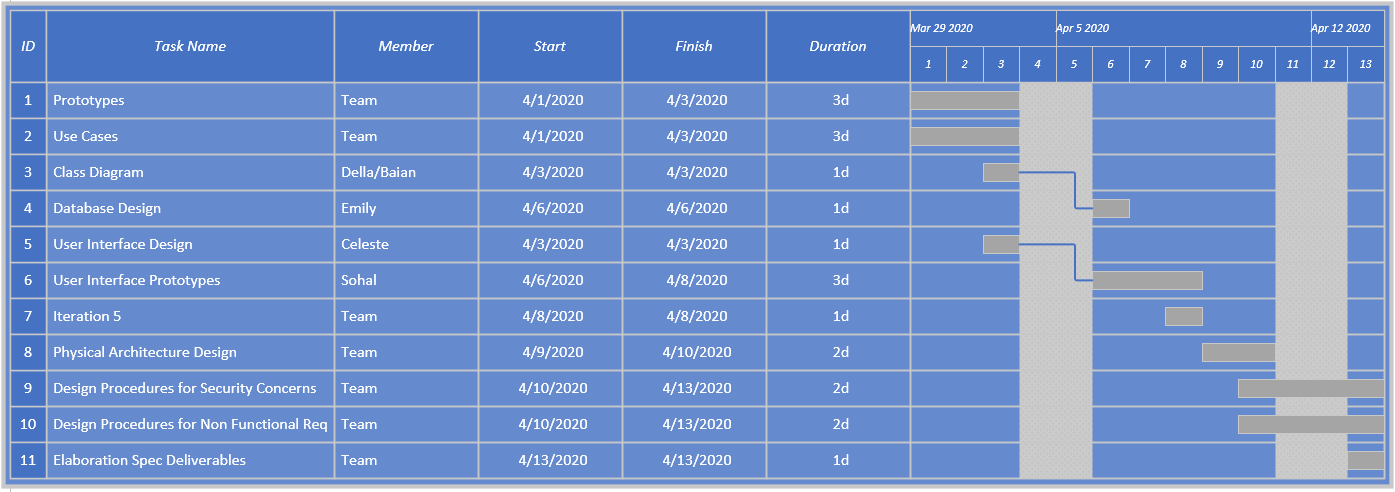 ID Task Name Member Start Finish Duration Mar 29 2020 Apr 5 2020 Apr 12 2020
1 2 3 4 5 6 7 8 9 10 11 12 13
1 Prototypes Team 4/1/2020 4/3/2020 3d
2 Use Cases Team 4/1/2020 4/3/2020 3d
3 Class Diagram Della/Baian 4/3/2020 4/3/2020 1d
4 Database Design Emily 4/6/2020 4/6/2020 1d
5 User Interface Design Celeste 4/3/2020 4/3/2020 1d
6 User Interface Prototypes Sohal 4/6/2020 4/8/2020 3d
7 Iteration 5 Team 4/8/2020 4/8/2020 1d
8 Physical Architecture Design Team 4/9/2020 4/10/2020 2d
9 Design Procedures for Security Concerns Team 4/10/2020 4/13/2020 2d
10 Design Procedures for Non Functional Req Team 4/10/2020 4/13/2020 2d
11 Elaboration Spec Deliverables Team 4/13/2020 4/13/2020 1d